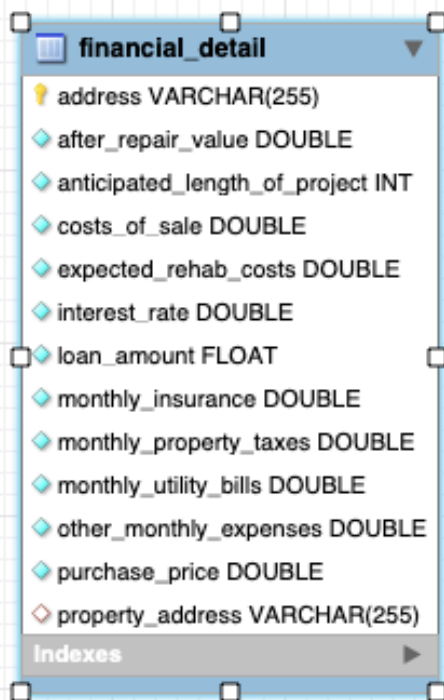 financial_detail
address VARCHAR(255)
after_repair_value DOUBLE
anticipated_length_of_project INT
costs_of_sale DOUBLE
expected_rehab_costs DOUBLE
interest_rate DOUBLE
loan_amount FLOAT
monthly_insurance DOUBLE
monthly_property_taxes DOUBLE
monthly_utility_bills DOUBLE
other_monthly_expenses DOUBLE
purchase_price DOUBLE
property_address VARCHAR(255)
Indexes